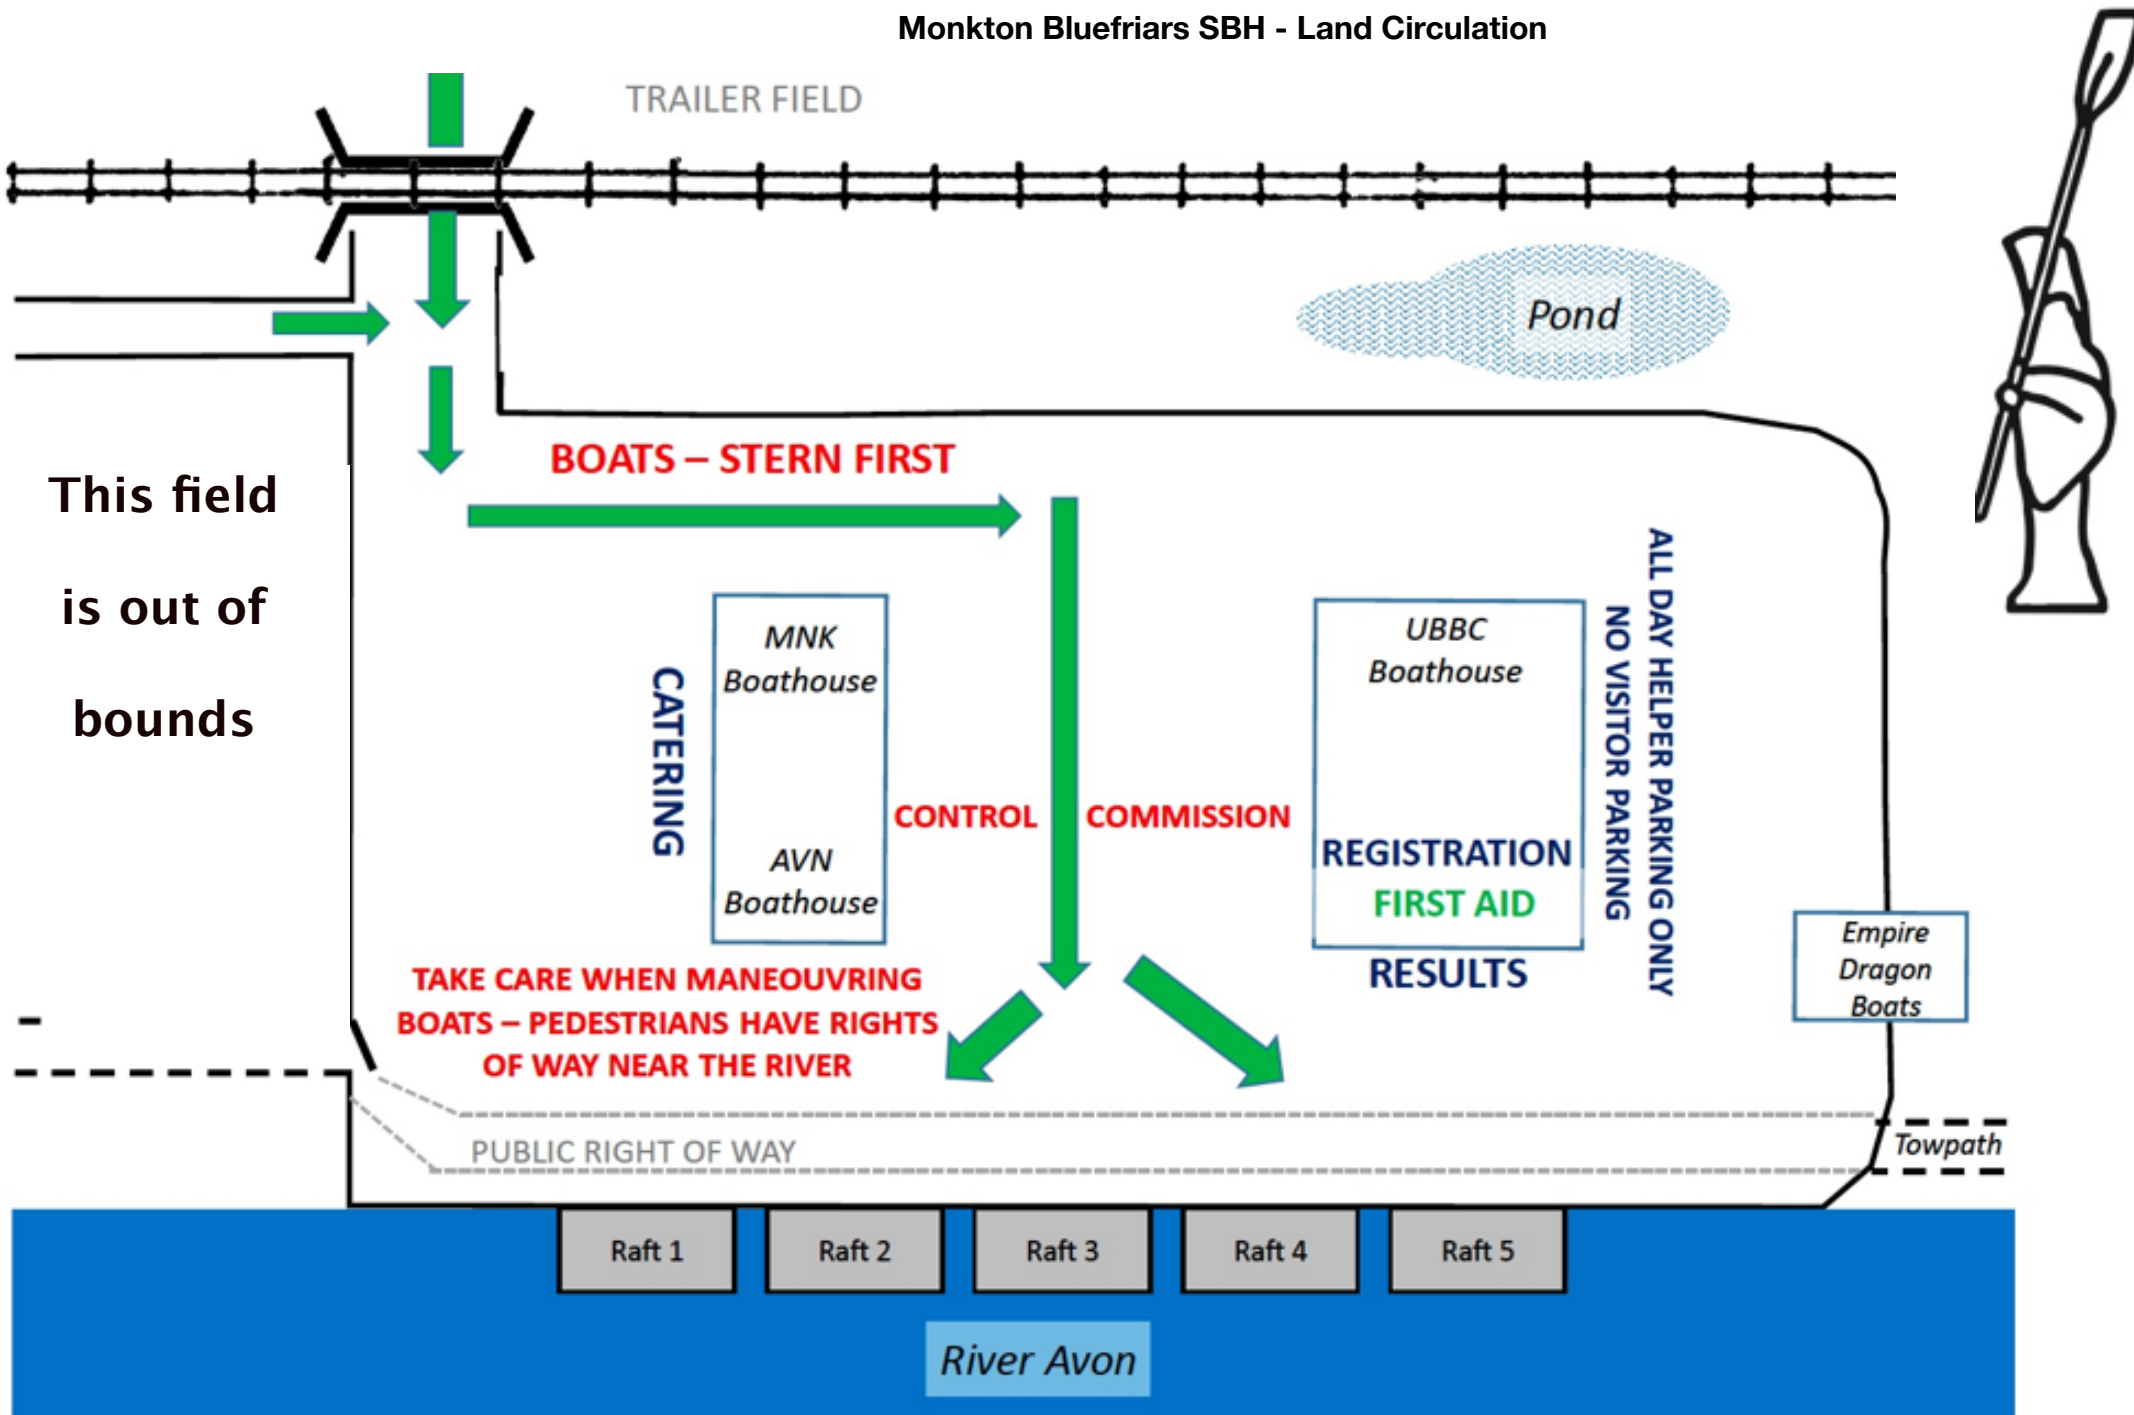 Monkton Bluefriars SBH - Land Circulation
TRAILER FIELD
Pond
BOATS – STERN FIRST
This field
is out of
bounds
MNK
Boathouse
CATERING
AVN
Boathouse
CONTROL
COMMISSION
UBBC
Boathouse
REGISTRATION
FIRST AID
RESULTS
NO VISITOR PARKING
ALL DAY HELPER PARKING ONLY
Empire
Dragon
Boats
TAKE CARE WHEN MANEOUVRING
BOATS – PEDESTRIANS HAVE RIGHTS
OF WAY NEAR THE RIVER
PUBLIC RIGHT OF WAY
Towpath
Raft 1
Raft 2
Raft 3
Raft 4
Raft 5
River Avon